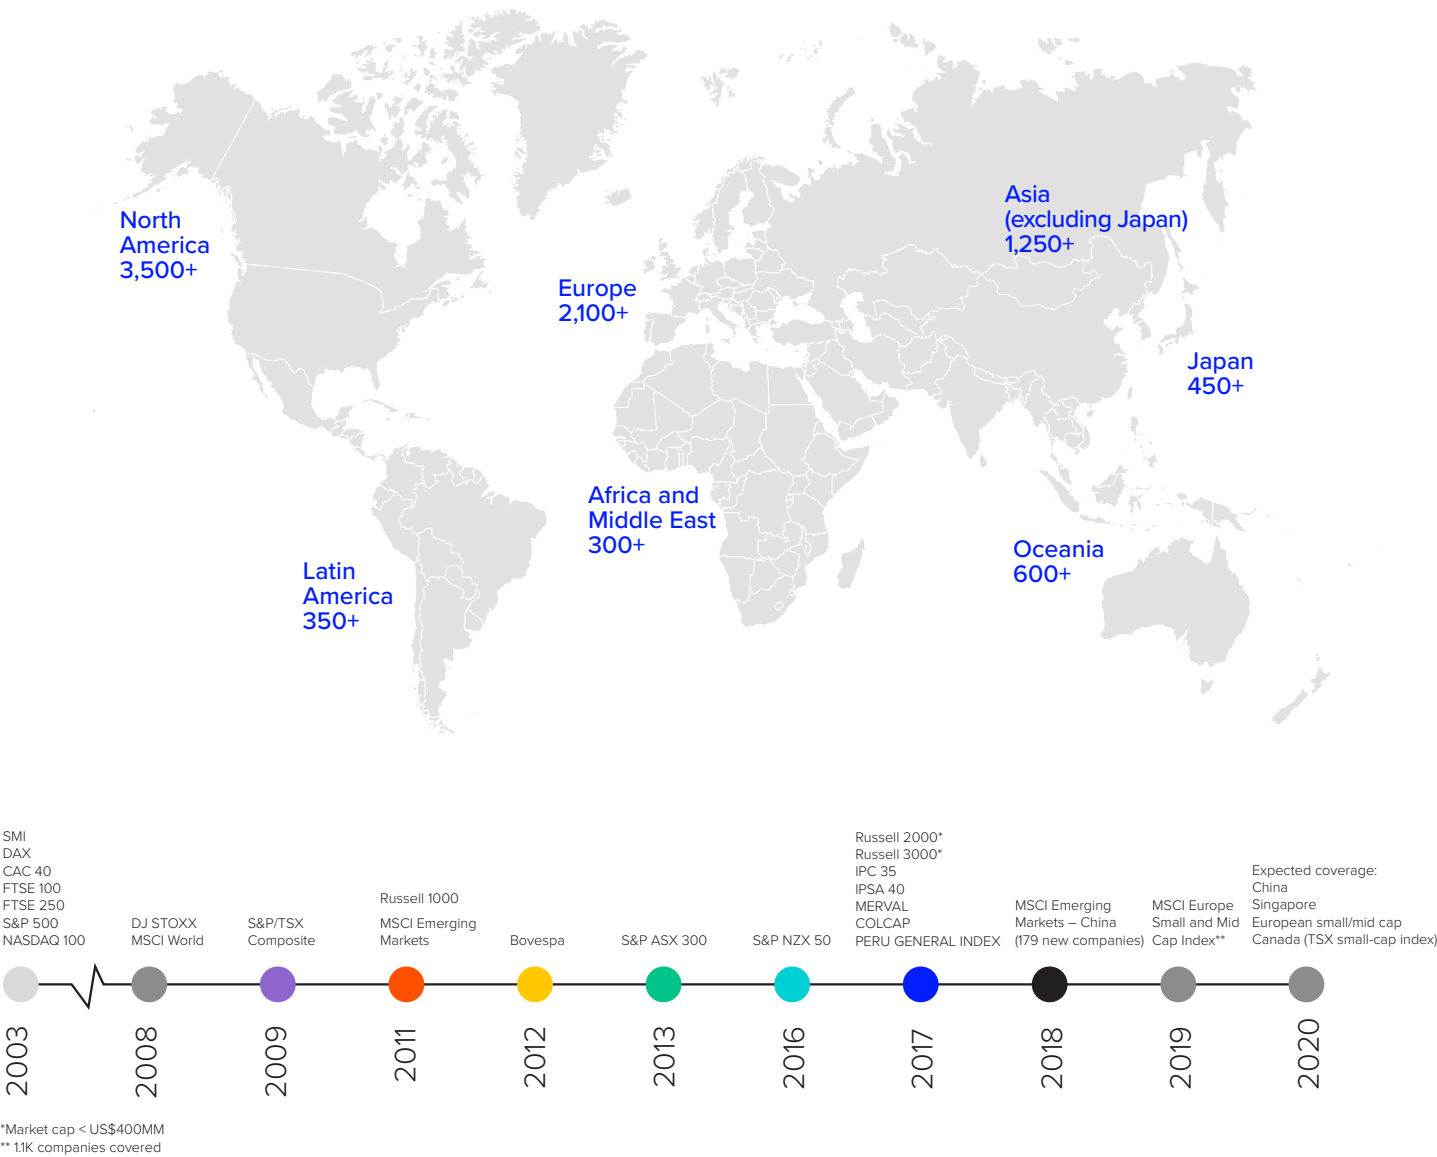 North
America
3,500+
Europe
2,100+
Asia
(excluding Japan)
1,250+
Japan
450+
Africa and
Middle East
300+
Oceania
600+
Latin
America
350+
SMI
DAX
CAC 40
FTSE 100
FTSE 250
S&P 500
NASDAQ 100
DJ STOXX
MSCI World
S&P/TSX
Composite
Russell 1000
MSCI Emerging
Markets
Bovespa
S&P ASX 300
S&P NZX 50
Russell 2000*
Russell 3000*
IPC 35
IPSA 40
MERVAL
COLCAP
PERU GENERAL INDEX
MSCI Emerging
Markets – China
(179 new companies)
MSCI Europe
Small and Mid
Cap Index**
Expected coverage:
China
Singapore
European small/mid cap
Canada (TSX small-cap index)
2003
2008
2009
2011
2012
2013
2016
2017
2018
2019
2020
*Market cap < US$400MM
** 1.1K companies covered